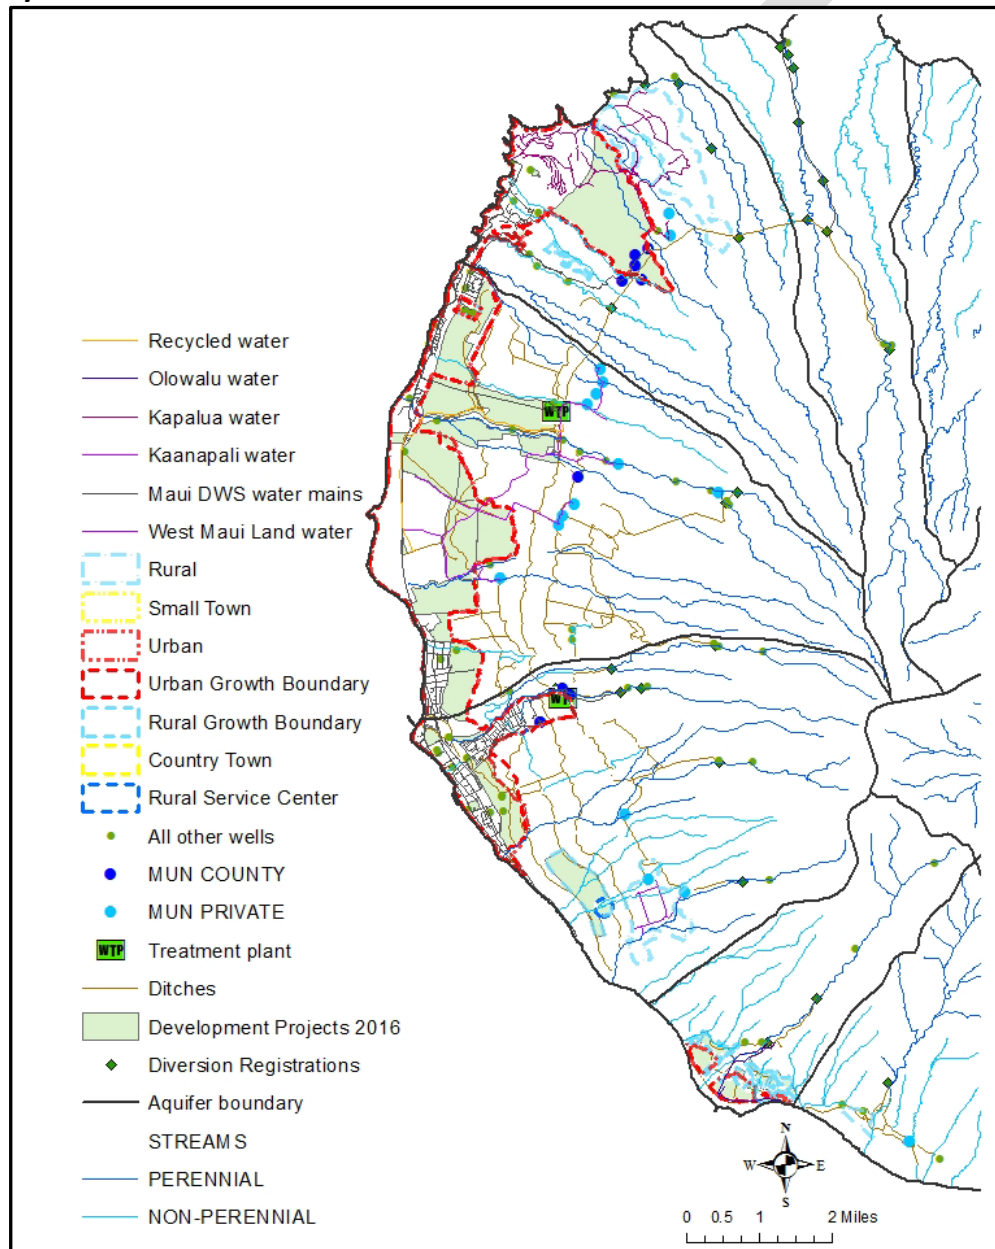 Recycled water
Olowalu water
Kapalua water
Kaanapali water
Maui DWS water mains
West Maui Land water
Rural
Small Town
Urban
Urban Growth Boundary
Rural Growth Boundary
Country Town
Rural Service Center
All other wells
MUN COUNTY
MUN PRIVATE
WTP Treatment plant
Ditches
Development Projects 2016
Diversion Registrations
Aquifer boundary
STREAMS
PERENNIAL
NON-PERENNIAL
WTP
WTP
N
W E
S
0 0.5 1 2 Miles